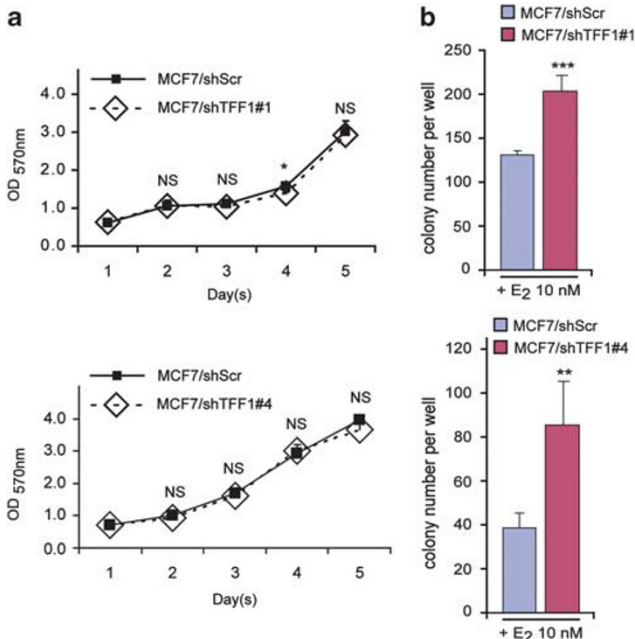 a
MCF7/shScr
MCF7/shTFF1#1
OD 570nm
4.0
3.0
2.0
1.0
0.0
NS
NS
*
NS
1 2 3 4 5
Day(s)
MCF7/shScr
MCF7/shTFF1#4
OD 570nm
4.0
3.0
2.0
1.0
0.0
NS
NS
NS
NS
1 2 3 4 5
Day(s)
b
MCF7/shScr
MCF7/shTFF1#1
colony number per well
250
200
150
100
50
0
***
+ E2 10 nM
MCF7/shScr
MCF7/shTFF1#4
colony number per well
120
100
80
60
40
20
0
**
+ E2 10 nM